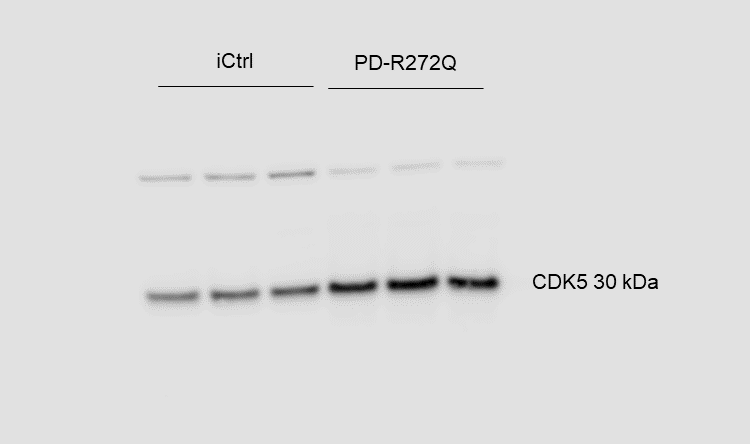 iCtrl
PD-R272Q
CDK5 30 kDa